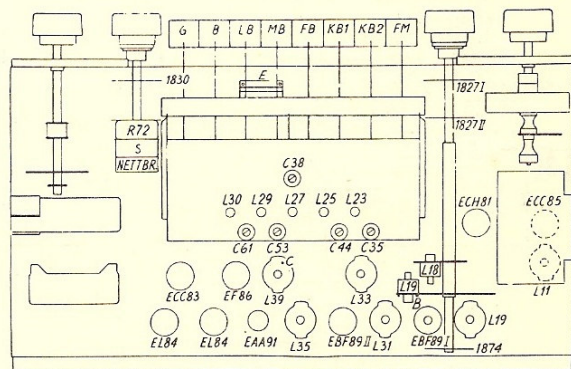 G B LB MB FB KB1 KB2 FM
1830
E
1827I
R72
S
NETTBR.
1827II
C38
L30 L29 L27 L25 L23
ECH81
ECC85
C61 C53 C44 C35
L18
C
L19
B
L11
ECC83 EF86 L39 L33
EL84 EL84 EAA91 L35 EBF89II L31 EBF89I L19
1874